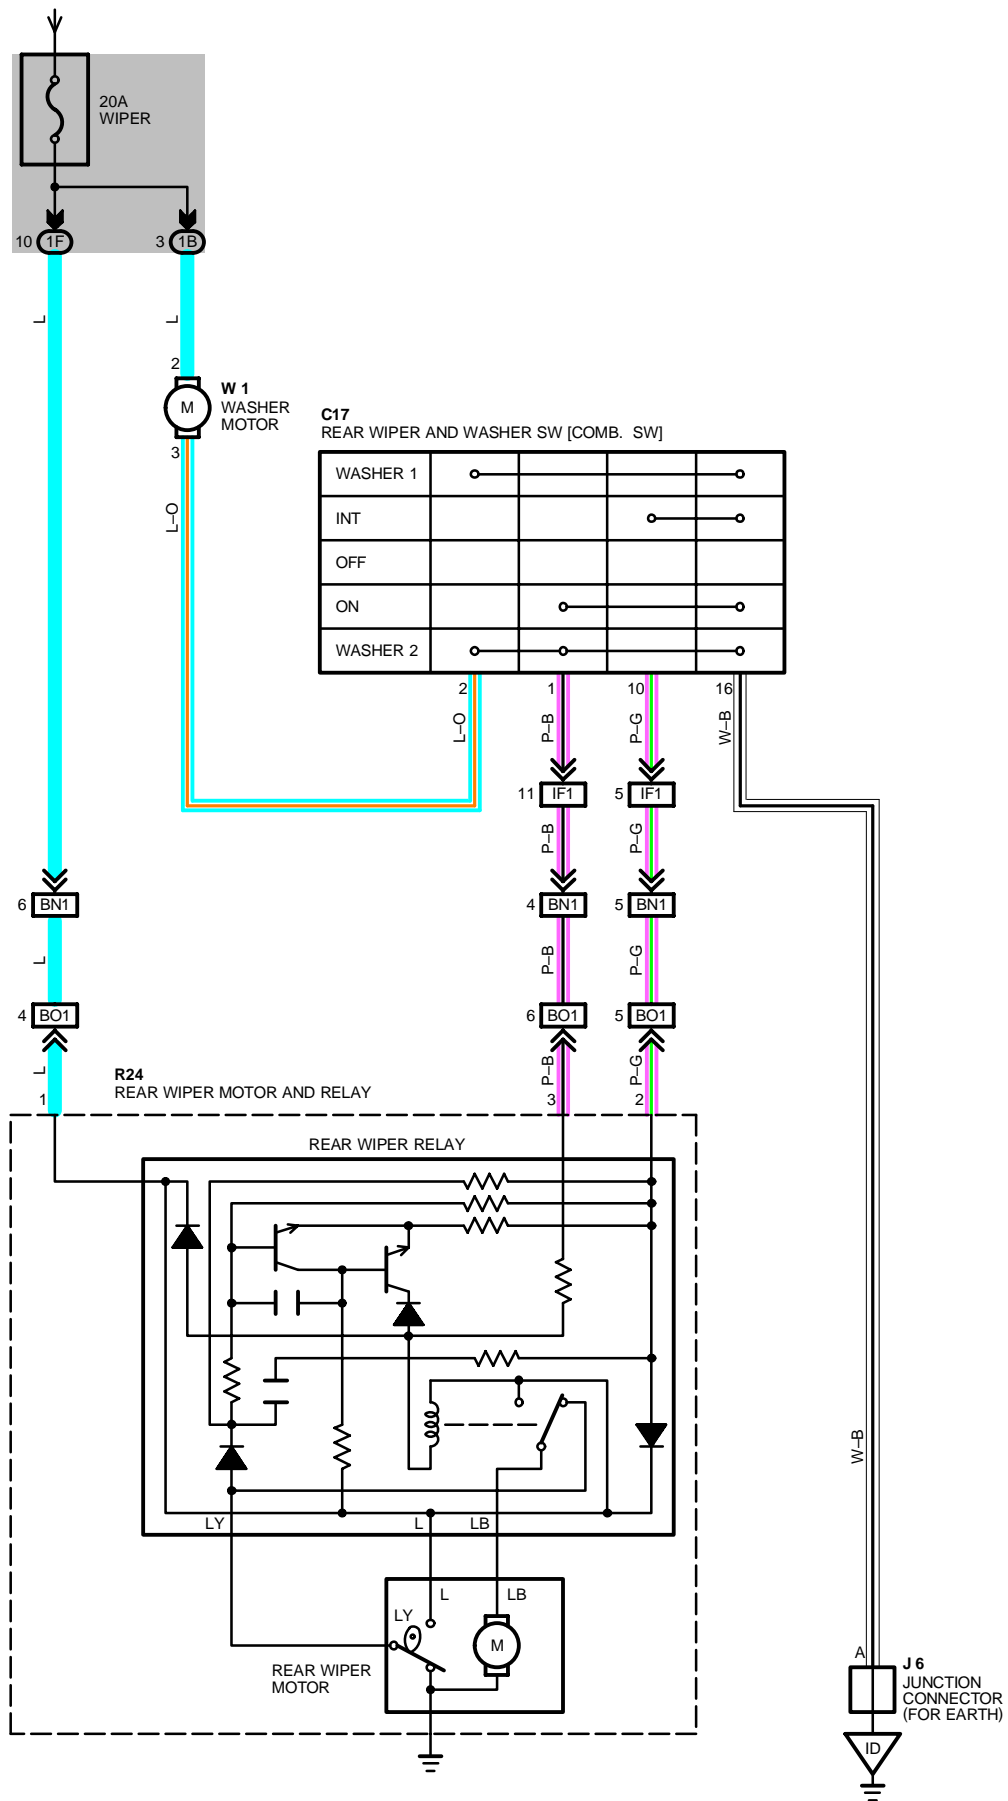 20A
WIPER
10 1F
3 1B
L
L
2
W 1
WASHER
MOTOR
M
3
L–O
C17
REAR WIPER AND WASHER SW [COMB. SW]
WASHER 1
INT
OFF
ON
WASHER 2
2
1
10
16
L–O
P–B
P–G
W–B
11 IF1
5 IF1
P–B
P–G
6 BN1
4 BN1
5 BN1
L
P–B
P–G
4 BO1
6 BO1
5 BO1
L
P–B
P–G
1
3
2
R24
REAR WIPER MOTOR AND RELAY
REAR WIPER RELAY
W–B
LY
L
LB
L
LB
LY
M
REAR WIPER
MOTOR
A
J 6
JUNCTION
CONNECTOR
(FOR EARTH)
ID